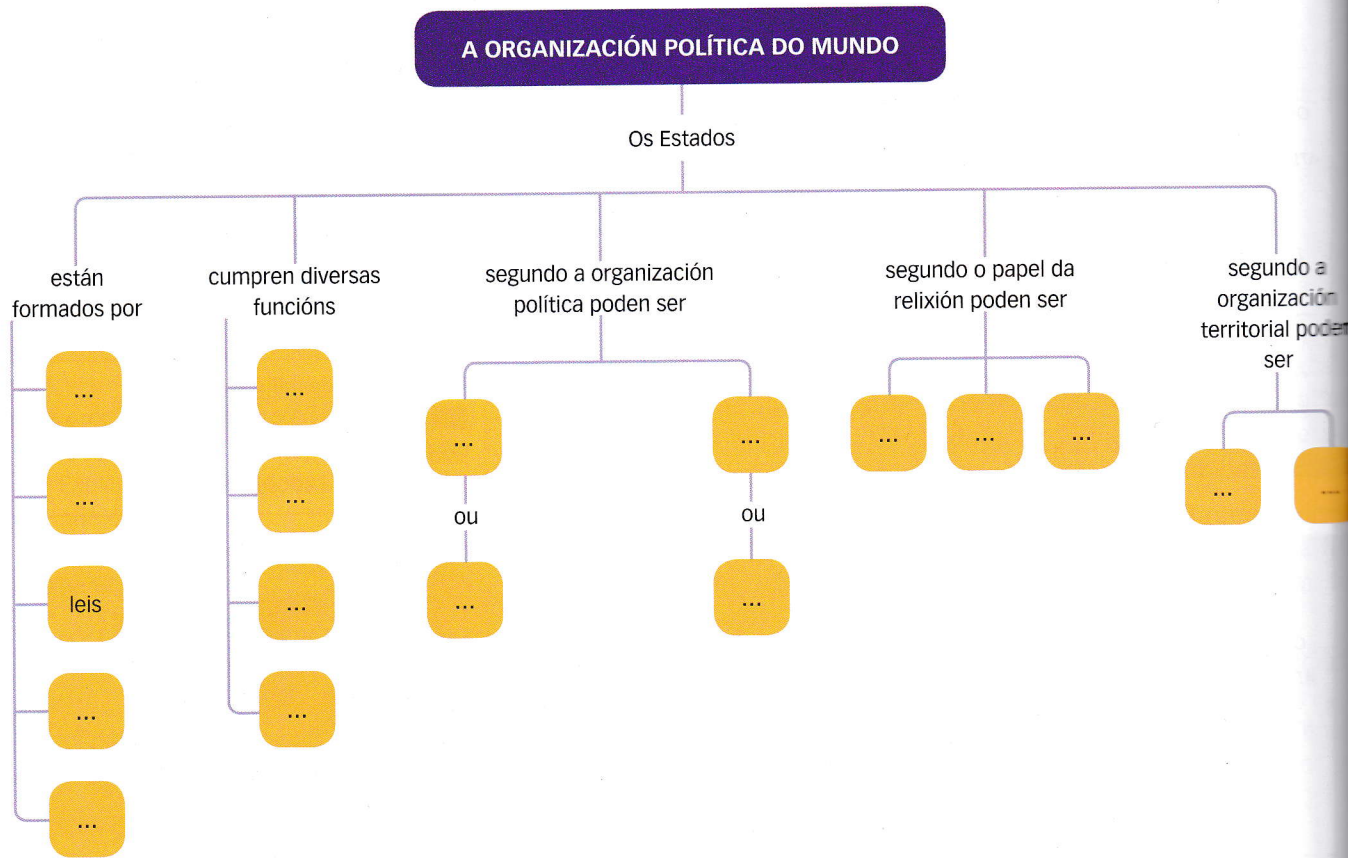 A ORGANIZACIÓN POLÍTICA DO MUNDO
Os Estados
están
formados por
...
...
leis
...
...
cumpren diversas
funcións
...
...
...
...
segundo a organización
política poden ser
...
ou
...
...
ou
...
segundo o papel da
relixión poden ser
...
...
...
segundo a
organización
territorial poden
ser
...
...